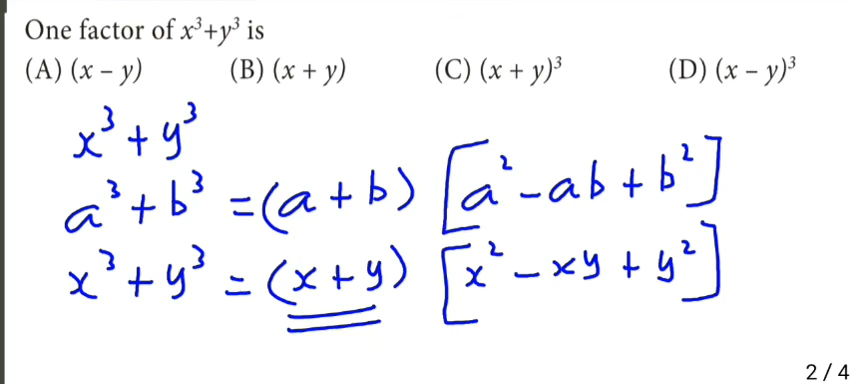 One factor of x³+y³ is
(A) (x – y) (B) (x + y) (C) (x + y)³ (D) (x – y)³
x³ + y³
a³ + b³ = (a + b) [a² - ab + b²]
x³ + y³ = (x + y) [x² - xy + y²]
2 / 4